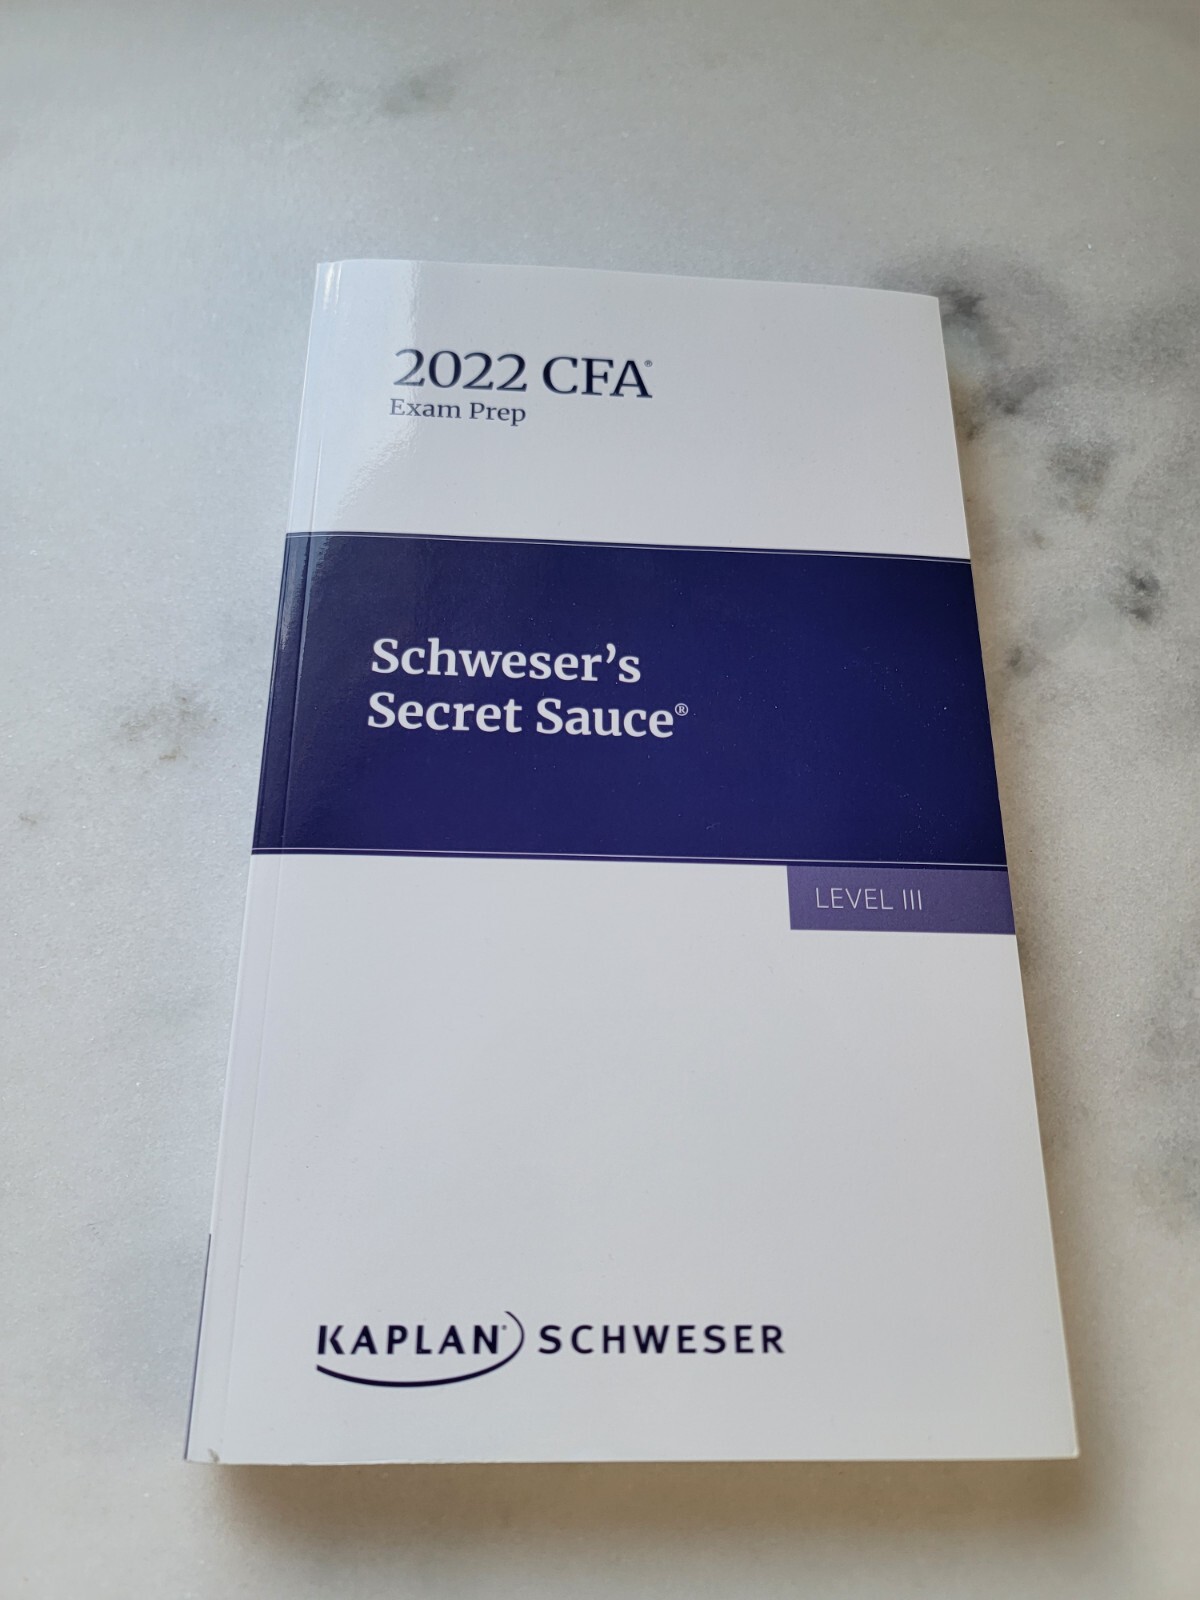 2022 CFA®
Exam Prep
Schweser’s
Secret Sauce®
LEVEL III
KAPLAN® SCHWESER